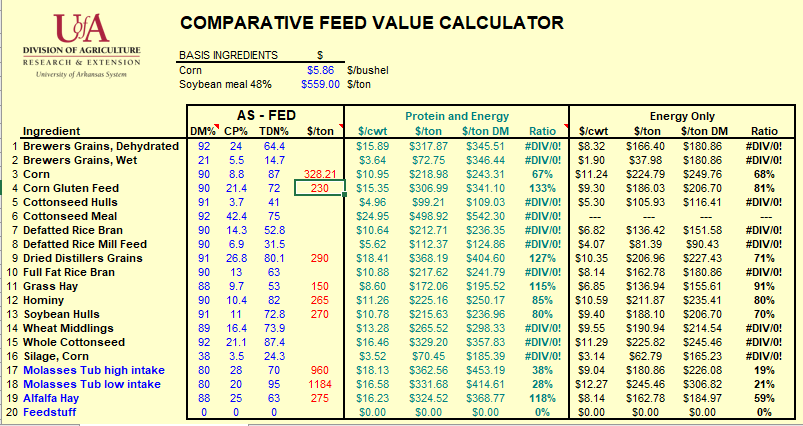 UofA
DIVISION OF AGRICULTURE
RESEARCH & EXTENSION
University of Arkansas System
COMPARATIVE FEED VALUE CALCULATOR
BASIS INGREDIENTS $
Corn $5.86 $/bushel
Soybean meal 48% $559.00 $/ton
AS - FED Protein and Energy Energy Only
Ingredient DM% CP% TDN% $/ton $/cwt $/ton $/ton DM Ratio $/cwt $/ton $/ton DM Ratio
1 Brewers Grains, Dehydrated 92 24 64.4 $15.89 $317.87 $345.51 #DIV/0! $8.32 $166.40 $180.86 #DIV/0!
2 Brewers Grains, Wet 21 5.5 14.7 $3.64 $72.75 $346.44 #DIV/0! $1.90 $37.98 $180.86 #DIV/0!
3 Corn 90 8.8 87 328.21 $10.95 $218.98 $243.31 67% $11.24 $224.79 $249.76 68%
4 Corn Gluten Feed 90 21.4 72 230 $15.35 $306.99 $341.10 133% $9.30 $186.03 $206.70 81%
5 Cottonseed Hulls 91 3.7 41 $4.96 $99.21 $109.03 #DIV/0! $5.30 $105.93 $116.41 #DIV/0!
6 Cottonseed Meal 92 42.4 75 $24.95 $498.92 $542.30 #DIV/0! --- --- --- ---
7 Defatted Rice Bran 90 14.3 52.8 $10.64 $212.71 $236.35 #DIV/0! $6.82 $136.42 $151.58 #DIV/0!
8 Defatted Rice Mill Feed 90 6.9 31.5 $5.62 $112.37 $124.86 #DIV/0! $4.07 $81.39 $90.43 #DIV/0!
9 Dried Distillers Grains 91 26.8 80.1 290 $18.41 $368.19 $404.60 127% $10.35 $206.96 $227.43 71%
10 Full Fat Rice Bran 90 13 63 $10.88 $217.62 $241.79 #DIV/0! $8.14 $162.78 $180.86 #DIV/0!
11 Grass Hay 88 9.7 53 150 $8.60 $172.06 $195.52 115% $6.85 $136.94 $155.61 91%
12 Hominy 90 10.4 82 265 $11.26 $225.16 $250.17 85% $10.59 $211.87 $235.41 80%
13 Soybean Hulls 91 11 72.8 270 $10.78 $215.63 $236.96 80% $9.40 $188.10 $206.70 70%
14 Wheat Middlings 89 16.4 73.9 $13.28 $265.52 $298.33 #DIV/0! $9.55 $190.94 $214.54 #DIV/0!
15 Whole Cottonseed 92 21.1 87.4 $16.46 $329.20 $357.83 #DIV/0! $11.29 $225.82 $245.46 #DIV/0!
16 Silage, Corn 38 3.5 24.3 $3.52 $70.45 $185.39 #DIV/0! $3.14 $62.79 $165.23 #DIV/0!
17 Molasses Tub high intake 80 28 70 960 $18.13 $362.56 $453.19 38% $9.04 $180.86 $226.08 19%
18 Molasses Tub low intake 80 20 95 1184 $16.58 $331.68 $414.61 28% $12.27 $245.46 $306.82 21%
19 Alfalfa Hay 88 25 63 275 $16.23 $324.52 $368.77 118% $8.14 $162.78 $184.97 59%
20 Feedstuff 0 0 0 $0.00 $0.00 $0.00 0% $0.00 $0.00 $0.00 0%